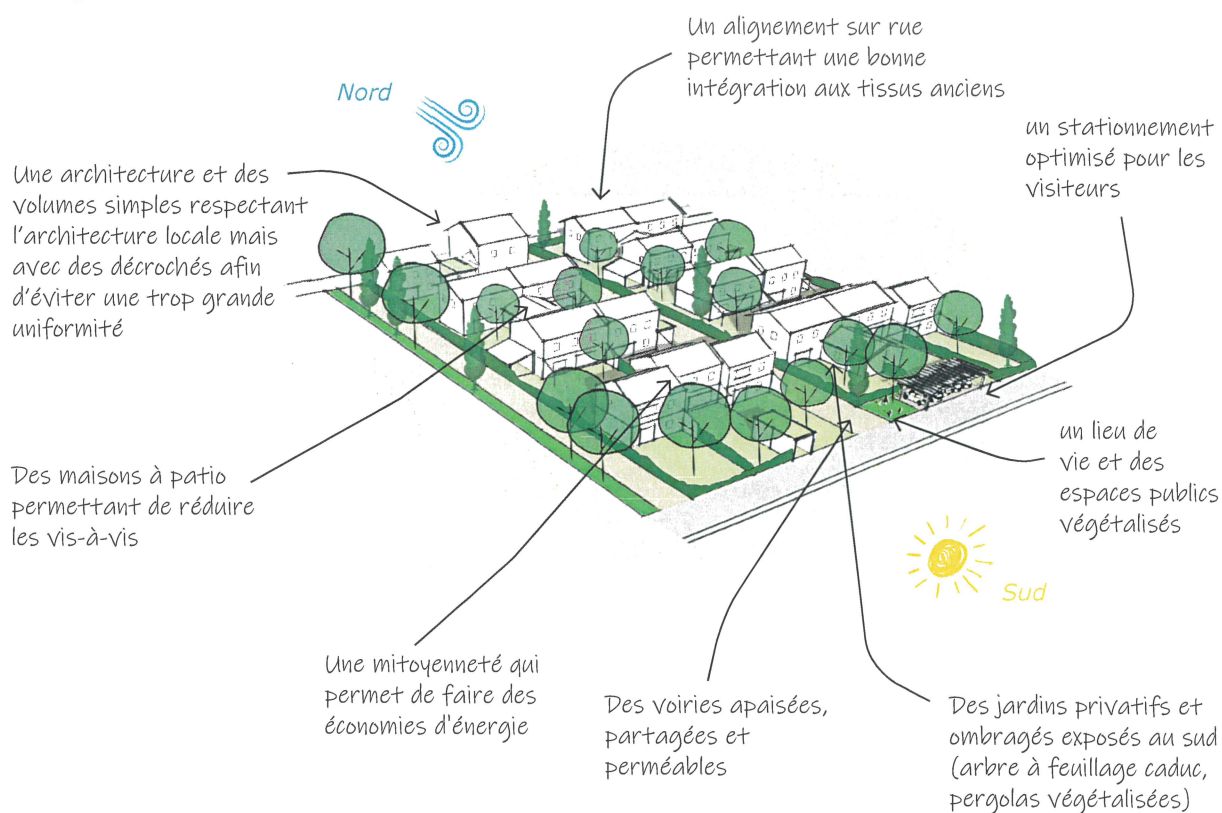 Un alignement sur rue
permettant une bonne
intégration aux tissus anciens
Nord
un stationnement
optimisé pour les
visiteurs
Une architecture et des
volumes simples respectant
l'architecture locale mais
avec des décrochés afin
d'éviter une trop grande
uniformité
un lieu de
vie et des
espaces publics
végétalisés
Des maisons à patio
permettant de réduire
les vis-à-vis
Sud
Une mitoyenneté qui
permet de faire des
économies d'énergie
Des voiries apaisées,
partagées et
perméables
Des jardins privatifs et
ombragés exposés au sud
(arbre à feuillage caduc,
pergolas végétalisées)